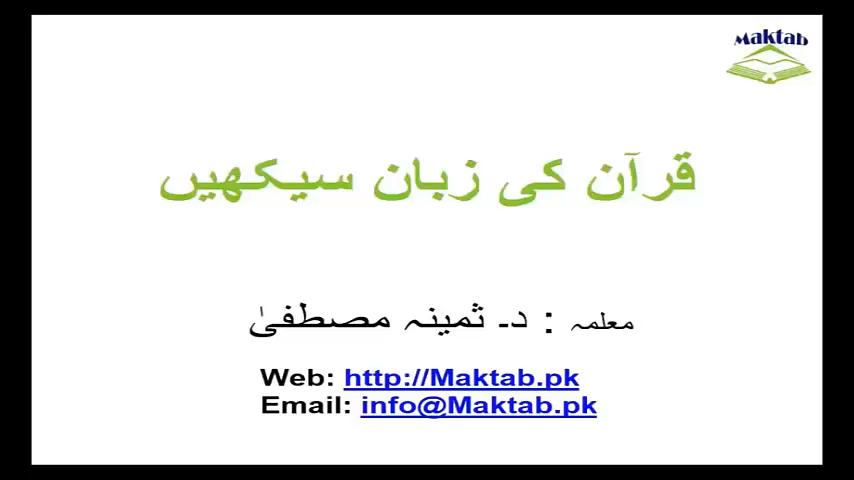 Maktab
قرآن کی زبان سیکھیں
معلمہ : د۔ ثمینہ مصطفیٰ
Web: http://Maktab.pk
Email: info@Maktab.pk